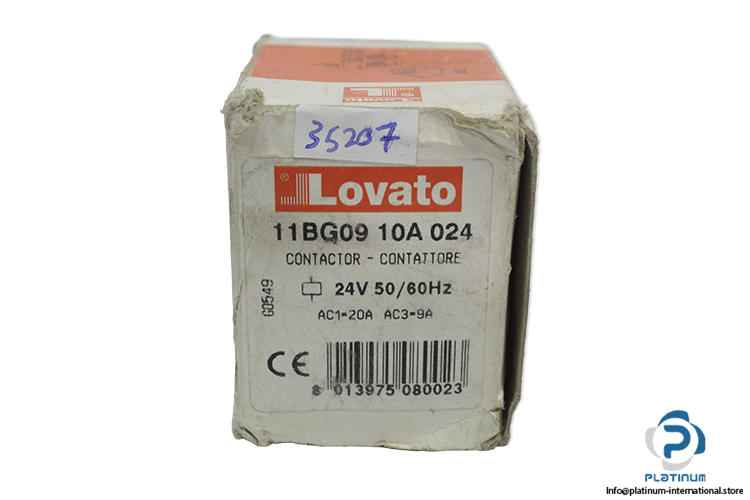 35207
Lovato
11BG09 10A 024
CONTACTOR - CONTATTORE
G0549
24V 50/60Hz
AC1=20A AC3=9A
CE
8 013975 080023
PLATINUM
Info@platinum-international.store